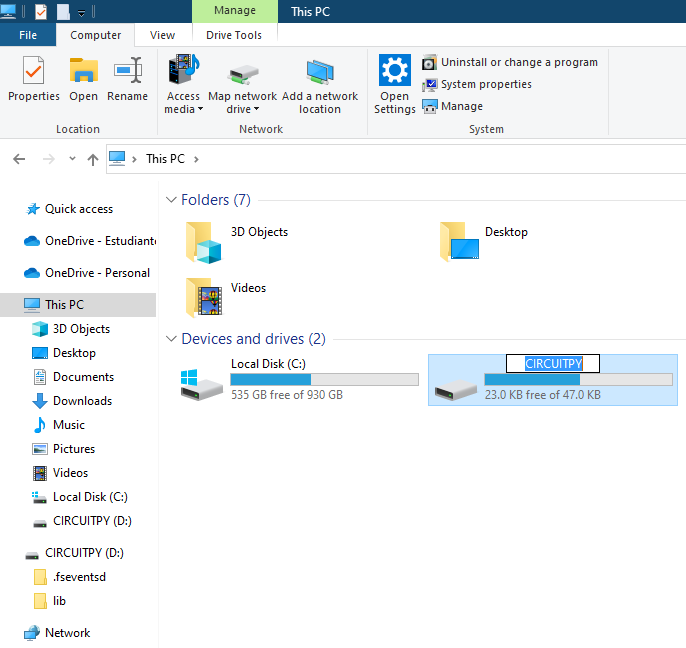 Manage
This PC
File
Computer
View
Drive Tools
Properties
Open
Rename
Access media
Map network drive
Add a network location
Open Settings
Uninstall or change a program
System properties
Manage
Location
Network
System
This PC
Quick access
OneDrive - Estudiante
OneDrive - Personal
This PC
3D Objects
Desktop
Documents
Downloads
Music
Pictures
Videos
Local Disk (C:)
CIRCUITPY (D:)
CIRCUITPY (D:)
.fseventsd
lib
Network
Folders (7)
3D Objects
Desktop
Videos
Devices and drives (2)
Local Disk (C:)
535 GB free of 930 GB
CIRCUITPY
23.0 KB free of 47.0 KB